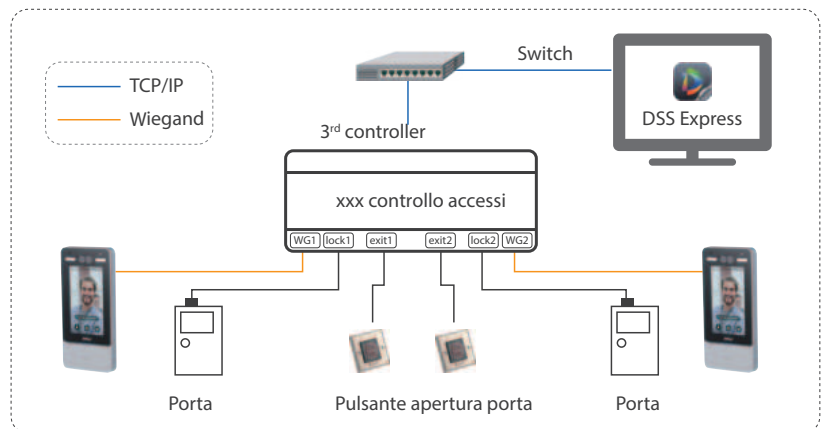 Switch
TCP/IP
Wiegand
DSS Express
3rd controller
xxx controllo accessi
WG1 lock1 exit1 exit2 lock2 WG2
Porta
Pulsante apertura porta
Porta